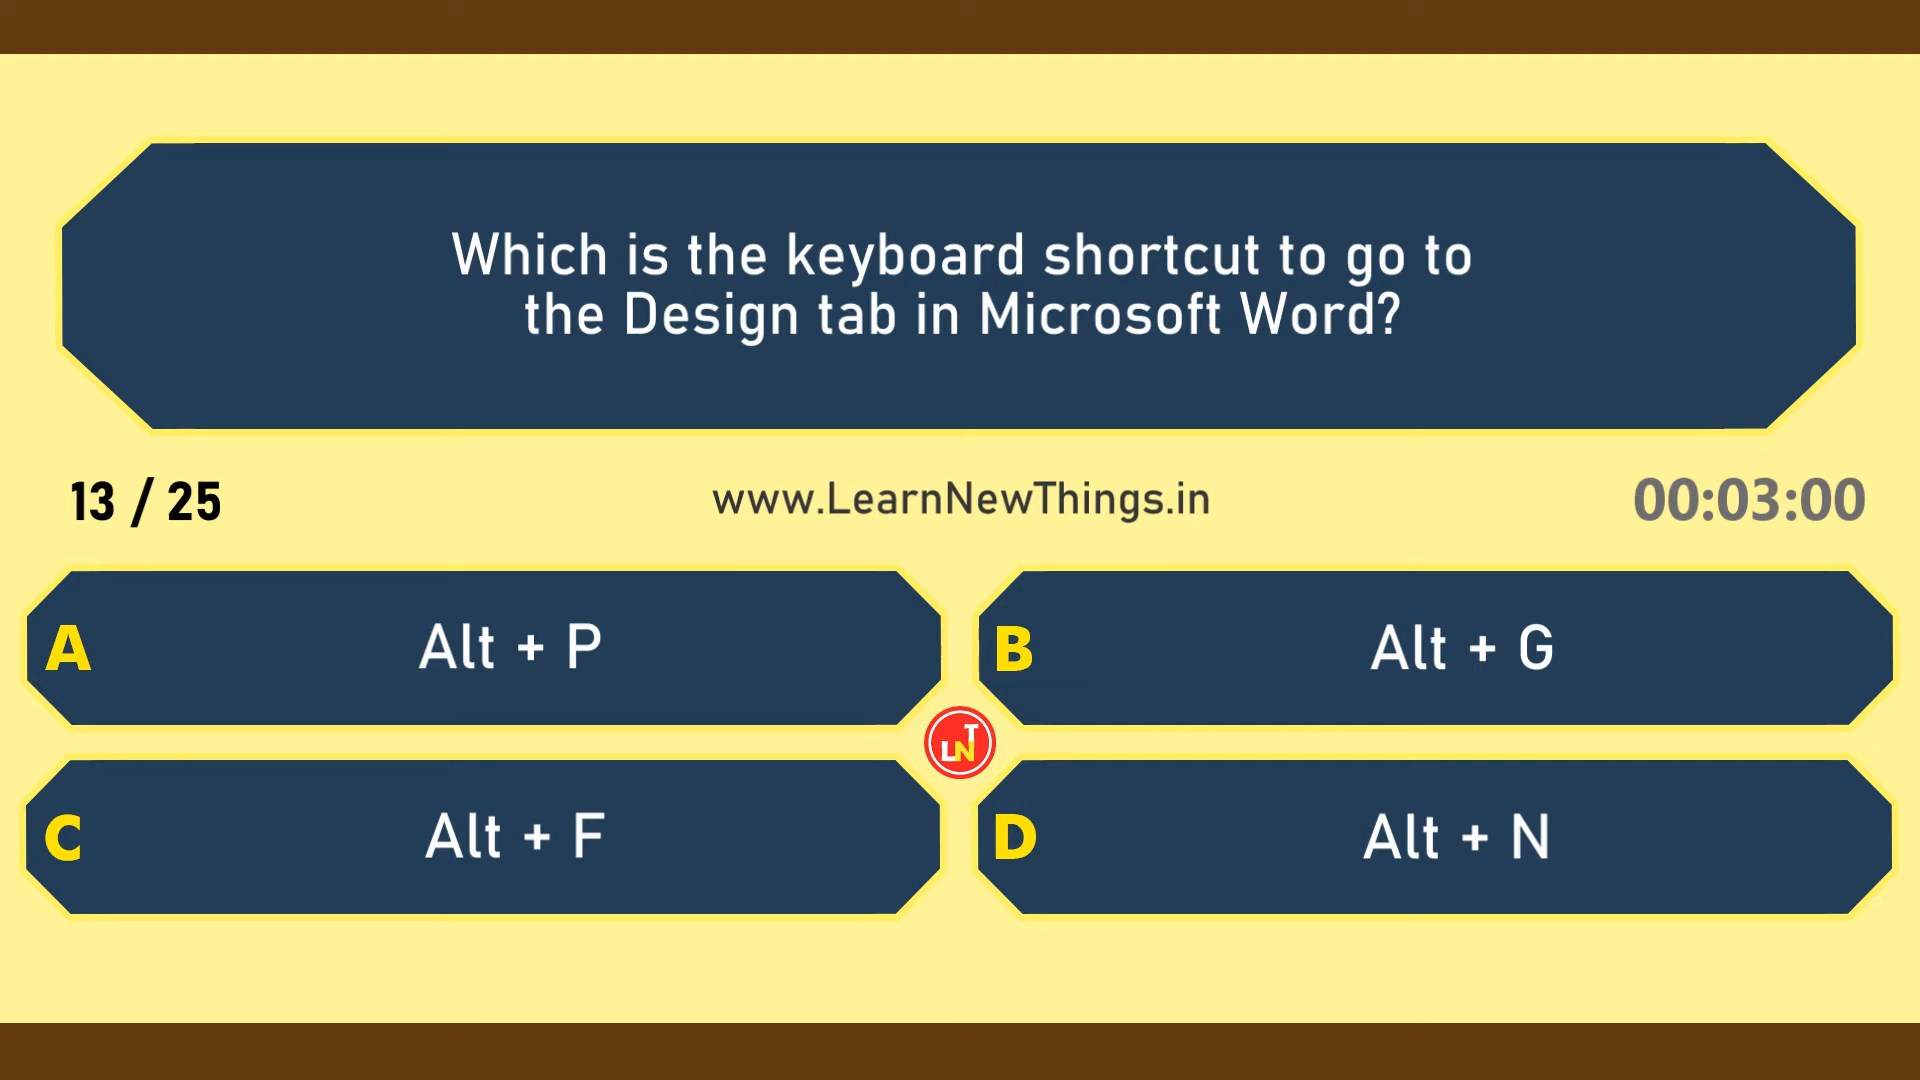 Which is the keyboard shortcut to go to
the Design tab in Microsoft Word?
13 / 25
www.LearnNewThings.in
00:03:00
A
Alt + P
B
Alt + G
LNT
C
Alt + F
D
Alt + N